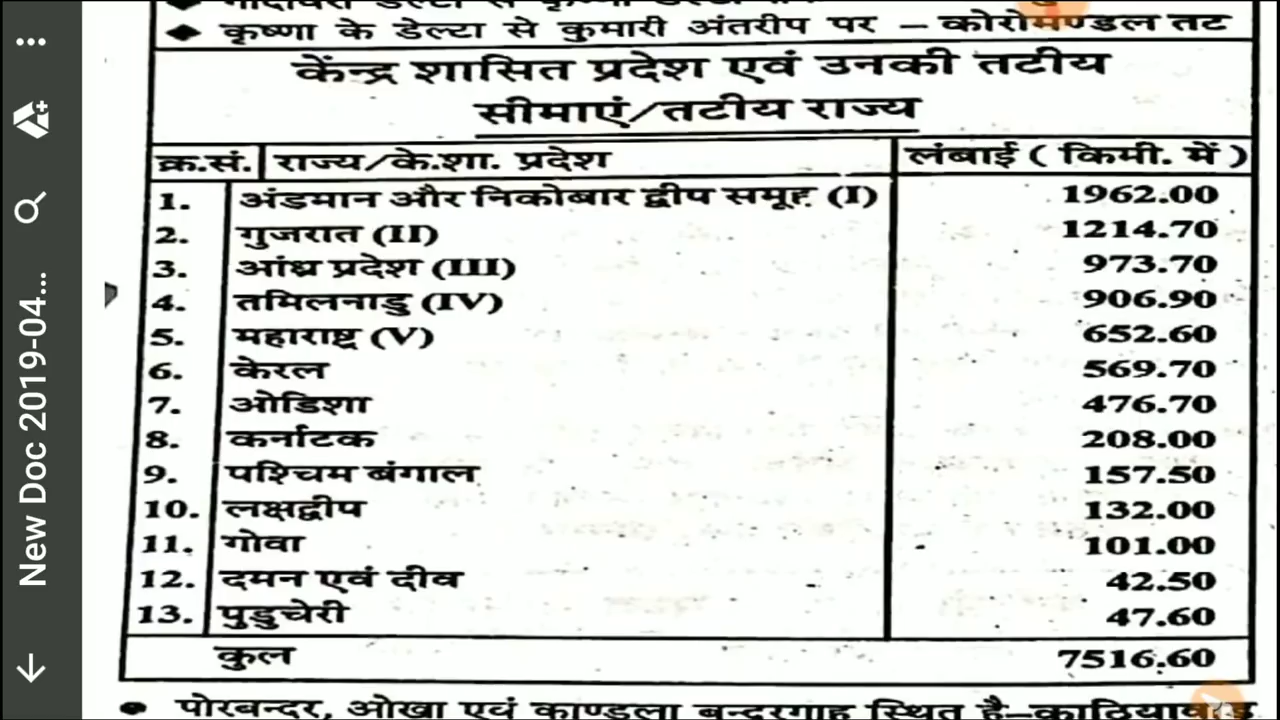 ◆ कृष्णा के डेल्टा से कुमारी अंतरीप पर – कोरोमण्डल तट
केंन्द्र शासित प्रदेश एवं उनकी तटीय
सीमाएं/तटीय राज्य
क्र.सं. राज्य/के.शा. प्रदेश लंबाई ( किमी. में )
1. अंडमान और निकोबार द्वीप समूह (I) 1962.00
2. गुजरात (II) 1214.70
3. आंध्र प्रदेश (III) 973.70
4. तमिलनाडु (IV) 906.90
5. महाराष्ट्र (V) 652.60
6. केरल 569.70
7. ओडिशा 476.70
8. कर्नाटक 208.00
9. पश्चिम बंगाल 157.50
10. लक्षद्वीप 132.00
11. गोवा 101.00
12. दमन एवं दीव 42.50
13. पुडुचेरी 47.60
कुल 7516.60
● पोरबन्दर, ओखा एवं काण्डला बन्दरगाह स्थित है–काठियावाड़
New Doc 2019-04...